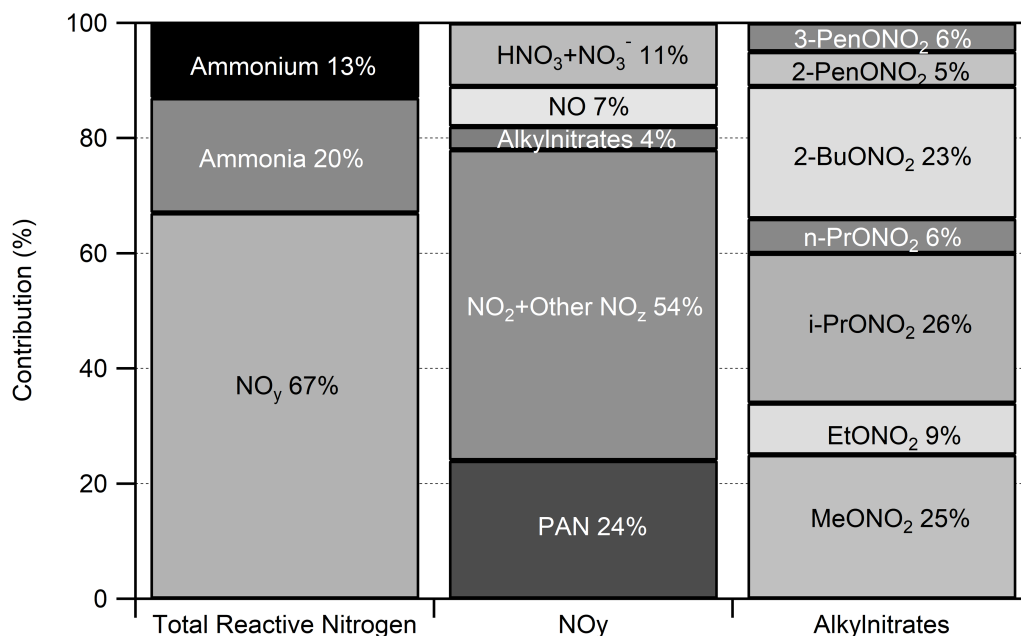 Contribution (%)
100
80
60
40
20
0
Ammonium 13%
Ammonia 20%
NOy 67%
HNO3+NO3- 11%
NO 7%
Alkylnitrates 4%
NO2+Other NOz 54%
PAN 24%
3-PenONO2 6%
2-PenONO2 5%
2-BuONO2 23%
n-PrONO2 6%
i-PrONO2 26%
EtONO2 9%
MeONO2 25%
Total Reactive Nitrogen
NOy
Alkylnitrates